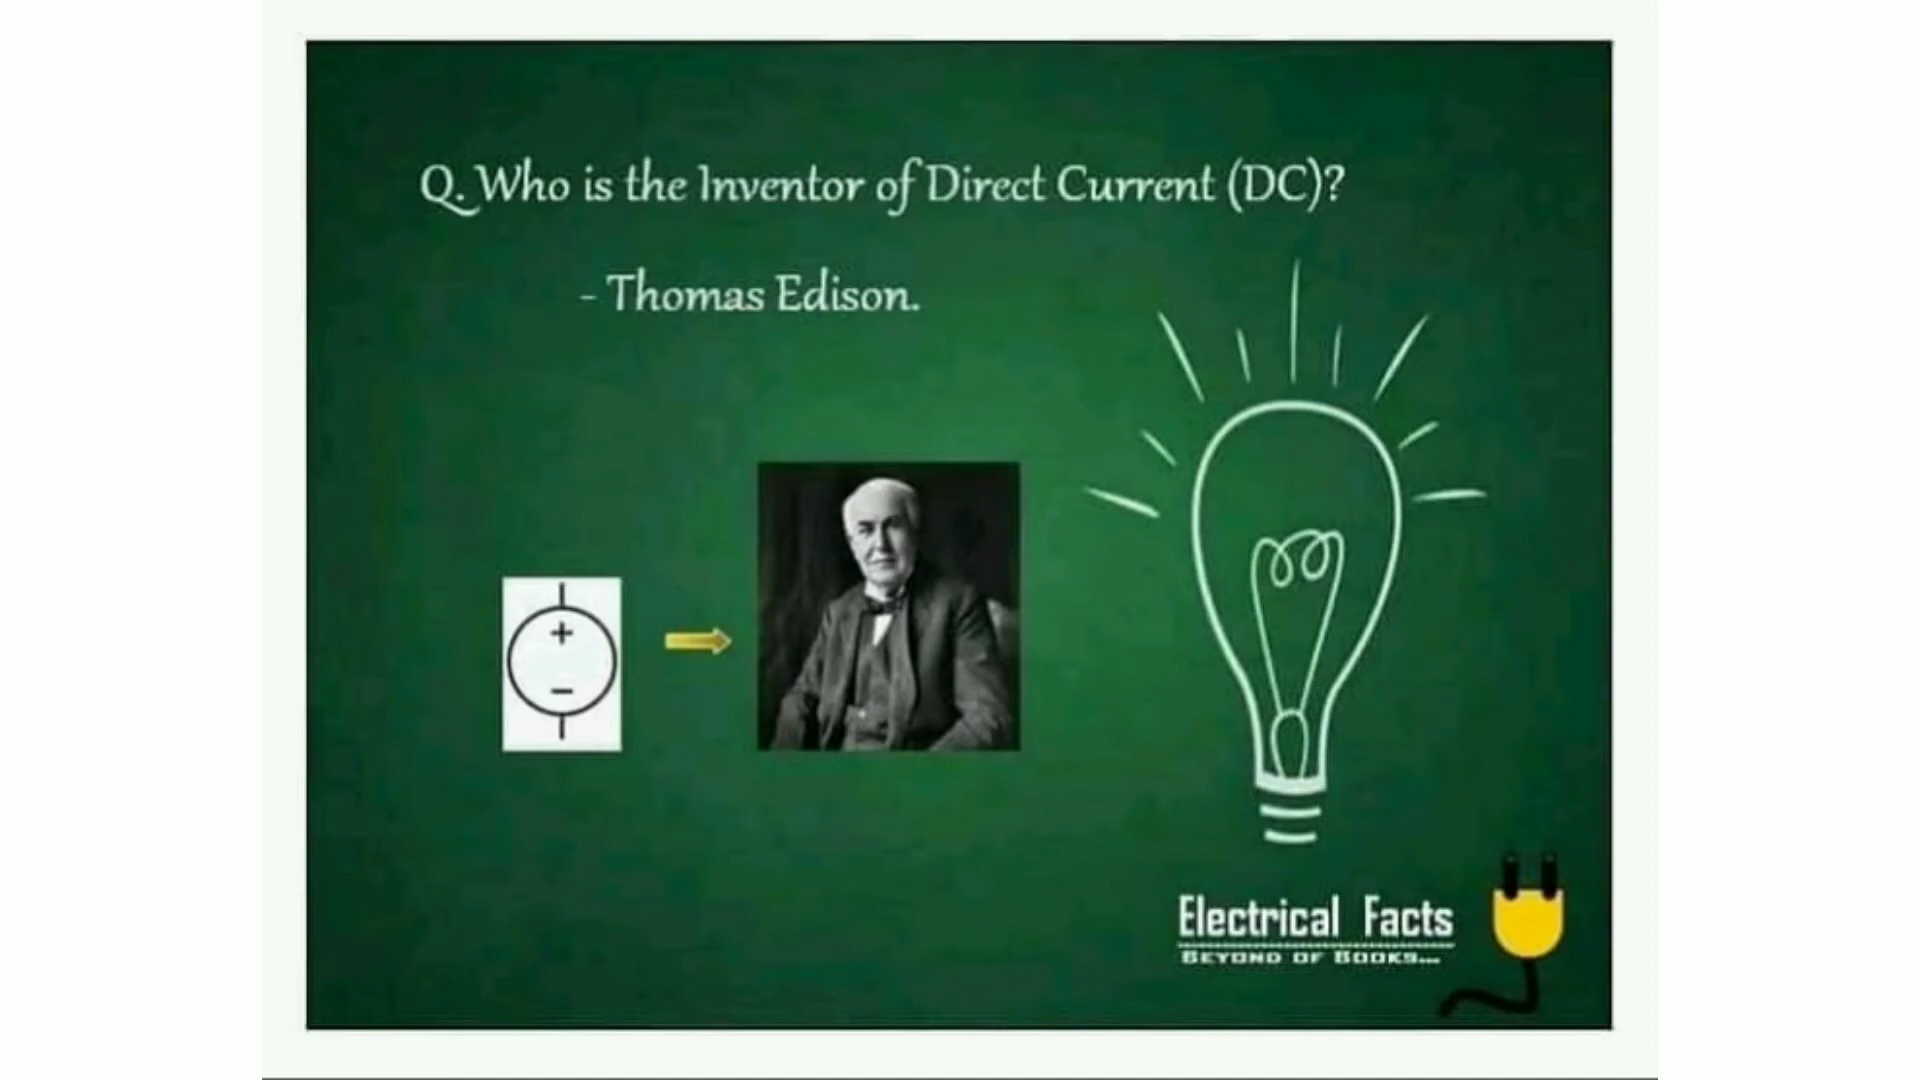 Q. Who is the Inventor of Direct Current (DC)?
- Thomas Edison.
+
−
Electrical Facts
BEYOND OF BOOKS...